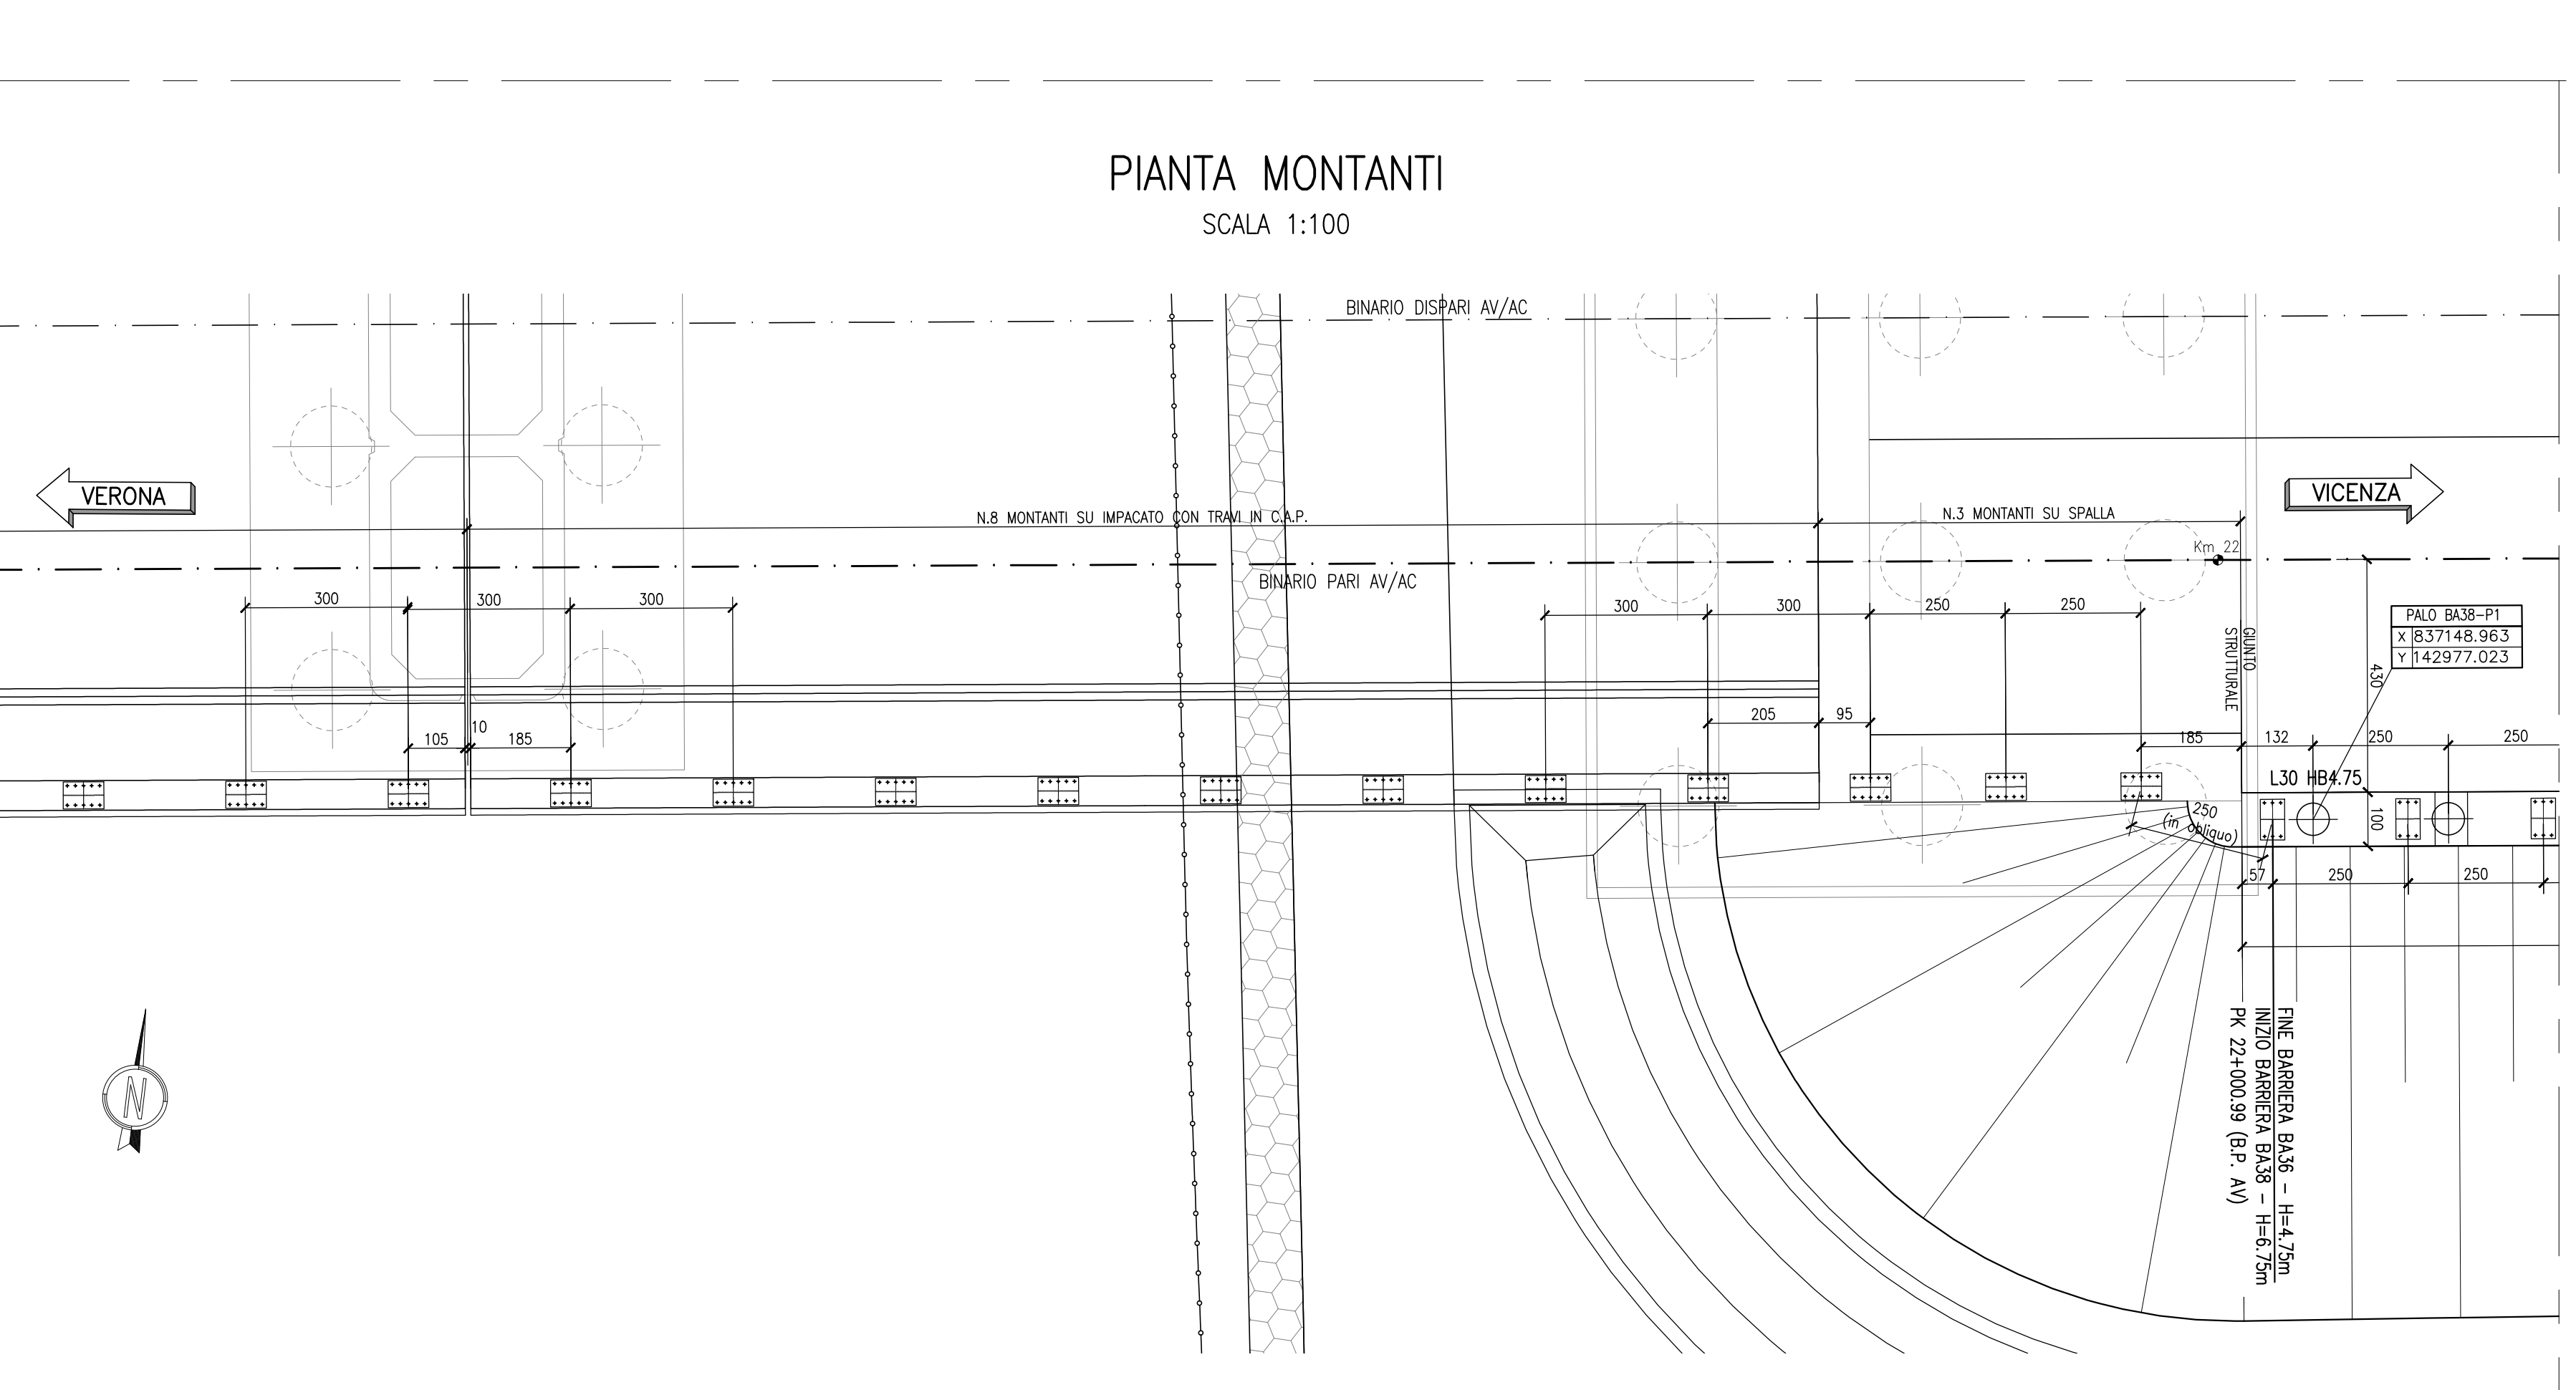 PIANTA MONTANTI
SCALA 1:100
BINARIO DISPARI AV/AC
VERONA
VICENZA
N.8 MONTANTI SU IMPACATO CON TRAVI IN C.A.P.
N.3 MONTANTI SU SPALLA
Km 22
BINARIO PARI AV/AC
300
300
300
300
300
250
250
PALO BA38-P1
X 837148.963
Y 142977.023
GIUNTO
STRUTTURALE
430
105
10
185
205
95
185
132
250
250
L30 HB4.75
100
250
(in obliquo)
57
250
250
N
FINE BARRIERA BA36 - H=4.75m
INIZIO BARRIERA BA38 - H=6.75m
PK 22+000.99 (B.P. AV)